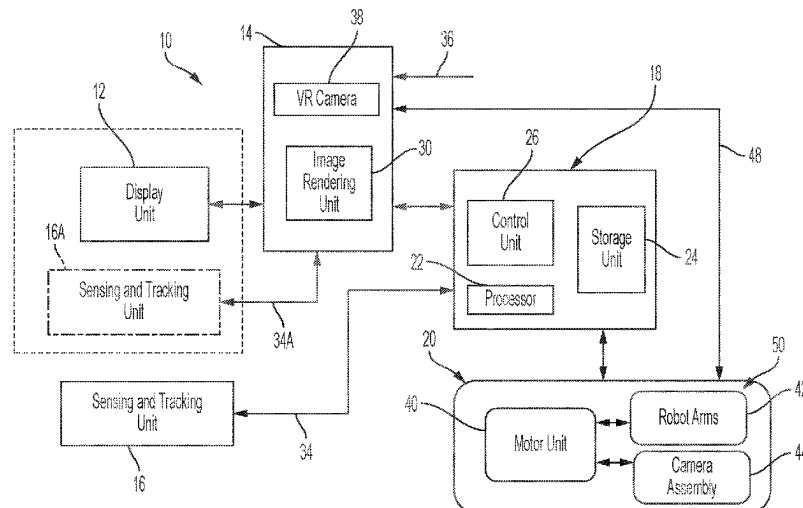 10
14
38
36
VR Camera
18
12
26
30
Image
Rendering
Unit
48
Display
Unit
Control
Unit
Storage
Unit
24
16A
22
Processor
Sensing and Tracking
Unit
34A
20
50
42
Sensing and Tracking
Unit
40
Robot Arms
Motor Unit
34
16
Camera
Assembly
44